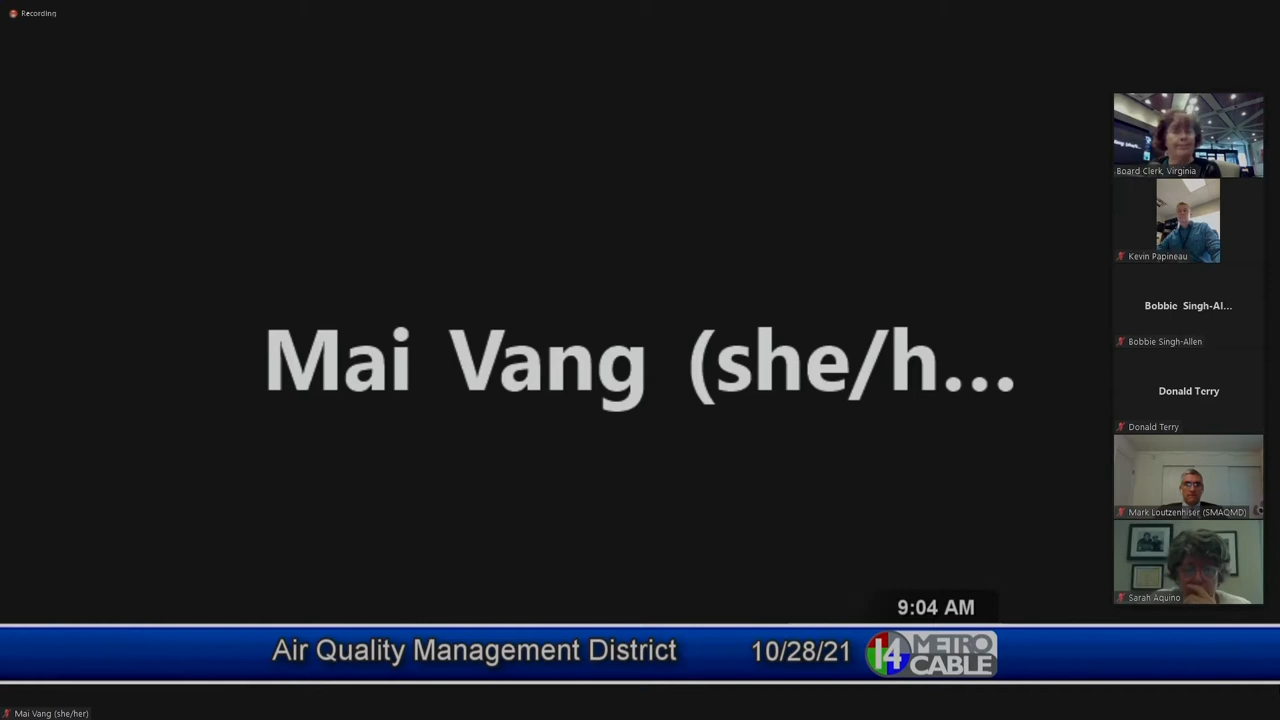 Recording
Mai Vang (she/h...
Board Clerk, Virginia
Kevin Papineau
Bobbie Singh-Al...
Bobbie Singh-Allen
Donald Terry
Donald Terry
Mark Loutzenhiser (SMAQMD)
Sarah Aquino
9:04 AM
Air Quality Management District 10/28/21 14 METRO CABLE
Mai Vang (she/her)